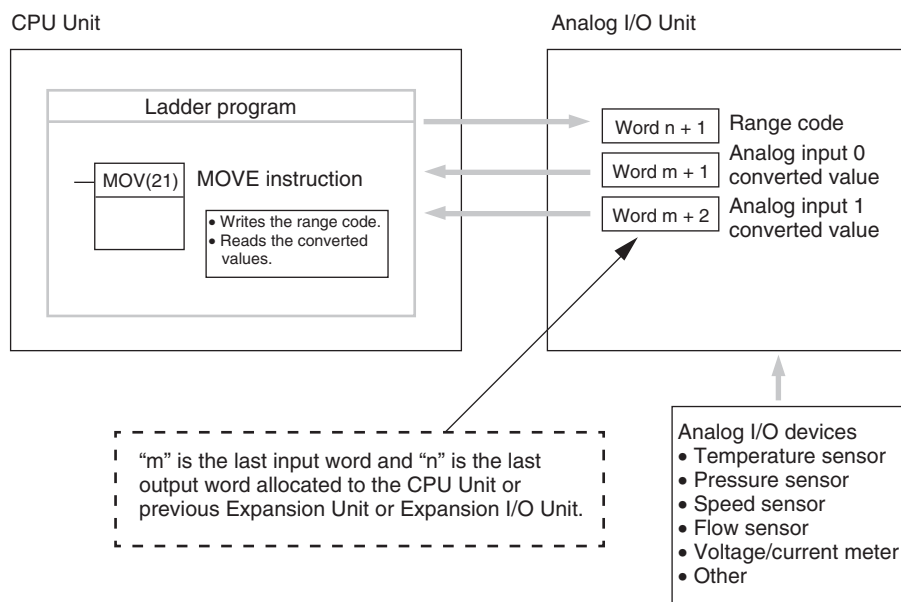 CPU Unit
Analog I/O Unit
Ladder program
MOV(21)
MOVE instruction
• Writes the range code.
• Reads the converted
values.
Word n + 1
Range code
Word m + 1
Analog input 0
converted value
Word m + 2
Analog input 1
converted value
“m” is the last input word and “n” is the last
output word allocated to the CPU Unit or
previous Expansion Unit or Expansion I/O Unit.
Analog I/O devices
• Temperature sensor
• Pressure sensor
• Speed sensor
• Flow sensor
• Voltage/current meter
• Other